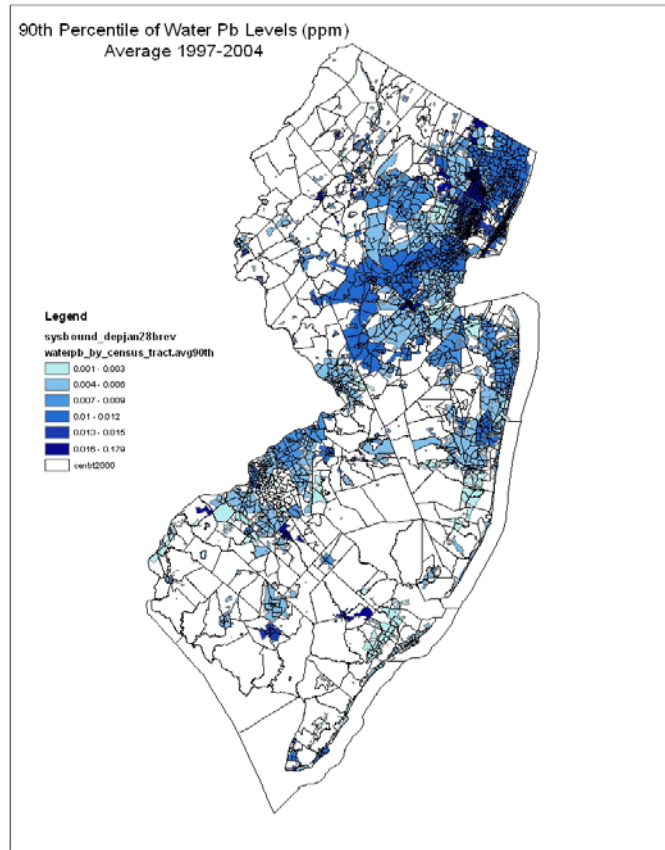 90th Percentile of Water Pb Levels (ppm)
Average 1997-2004
Legend
sysbound_depjan28brev
waterpb_by_census_tract.avg90th
0.001 - 0.003
0.004 - 0.006
0.007 - 0.009
0.01 - 0.012
0.013 - 0.015
0.016 - 0.179
cenbt2000